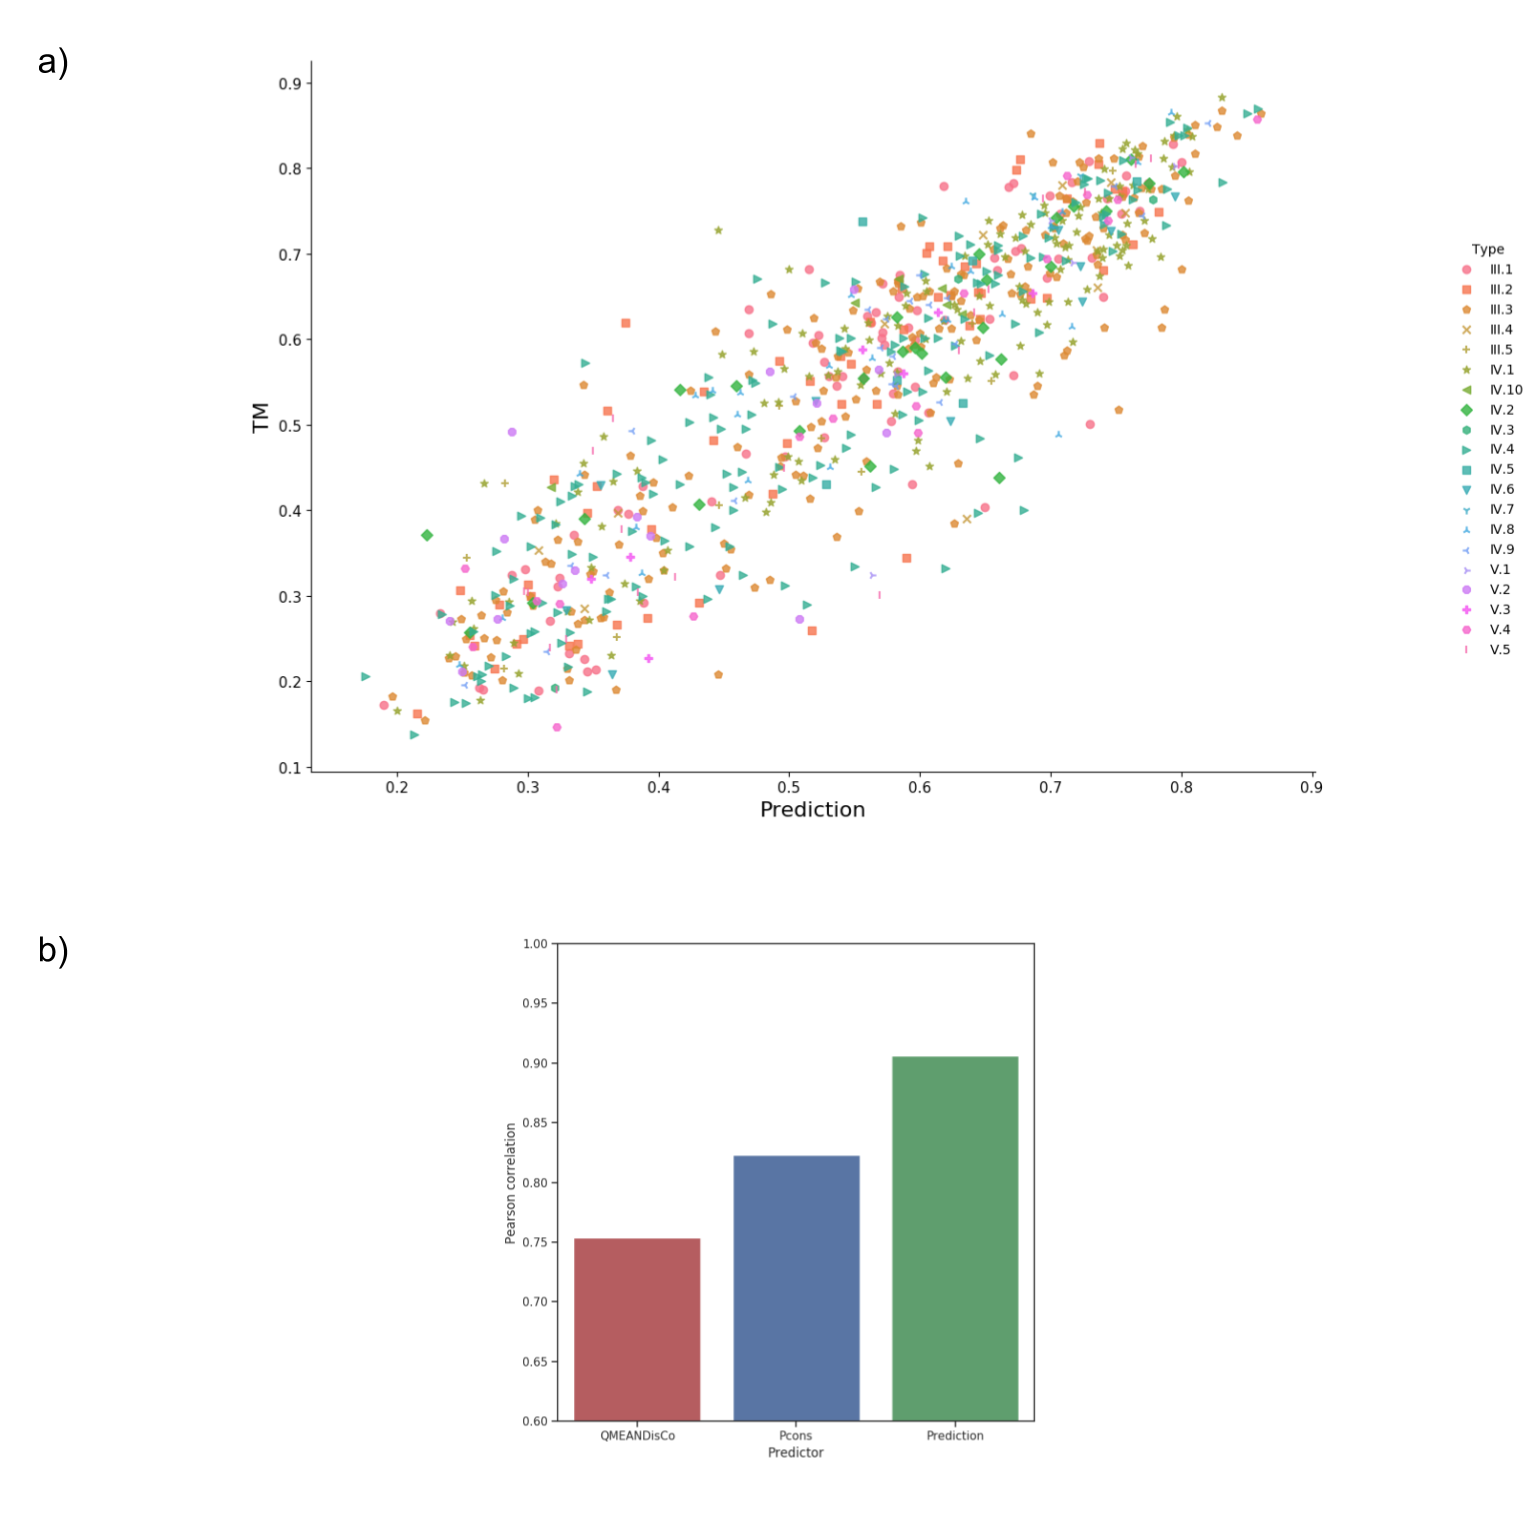 a)
0.9
0.8
0.7
0.6
0.5
0.4
0.3
0.2
0.1
TM
0.2 0.3 0.4 0.5 0.6 0.7 0.8 0.9
Prediction
Type
III.1
III.2
III.3
III.4
III.5
IV.1
IV.10
IV.2
IV.3
IV.4
IV.5
IV.6
IV.7
IV.8
IV.9
V.1
V.2
V.3
V.4
V.5
b)
1.00
0.95
0.90
0.85
0.80
0.75
0.70
0.65
0.60
Pearson correlation
QMEANDisCo Pcons Prediction
Predictor